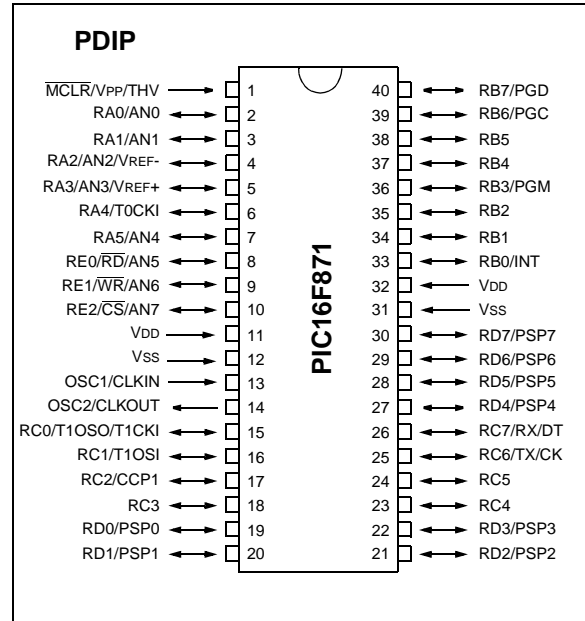 PDIP
MCLR/VPP/THV 1 40 RB7/PGD
RA0/AN0 2 39 RB6/PGC
RA1/AN1 3 38 RB5
RA2/AN2/VREF- 4 37 RB4
RA3/AN3/VREF+ 5 36 RB3/PGM
RA4/T0CKI 6 35 RB2
RA5/AN4 7 34 RB1
RE0/RD/AN5 8 33 RB0/INT
RE1/WR/AN6 9 32 VDD
RE2/CS/AN7 10 31 VSS
VDD 11 30 RD7/PSP7
VSS 12 29 RD6/PSP6
OSC1/CLKIN 13 28 RD5/PSP5
OSC2/CLKOUT 14 27 RD4/PSP4
RC0/T1OSO/T1CKI 15 26 RC7/RX/DT
RC1/T1OSI 16 25 RC6/TX/CK
RC2/CCP1 17 24 RC5
RC3 18 23 RC4
RD0/PSP0 19 22 RD3/PSP3
RD1/PSP1 20 21 RD2/PSP2
PIC16F871